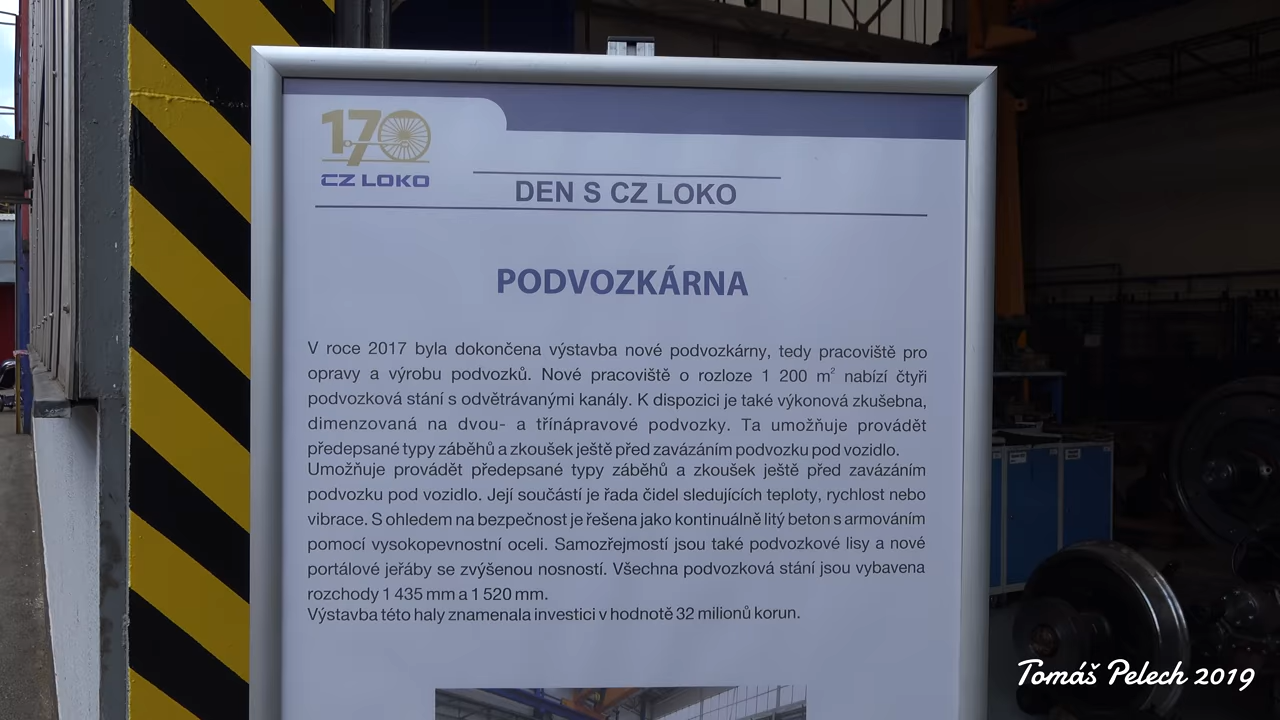 170
CZ LOKO
DEN S CZ LOKO
PODVOZKÁRNA
V roce 2017 byla dokončena výstavba nové podvozkárny, tedy pracoviště pro
opravy a výrobu podvozků. Nové pracoviště o rozloze 1 200 m² nabízí čtyři
podvozková stání s odvětrávanými kanály. K dispozici je také výkonová zkušebna,
dimenzovaná na dvou- a třínápravové podvozky. Ta umožňuje provádět
předepsané typy záběhů a zkoušek ještě před zavázáním podvozku pod vozidlo.
Umožňuje provádět předepsané typy záběhů a zkoušek ještě před zavázáním
podvozku pod vozidlo. Její součástí je řada čidel sledujících teploty, rychlost nebo
vibrace. S ohledem na bezpečnost je řešena jako kontinuálně litý beton s armováním
pomocí vysokopevnostní oceli. Samozřejmostí jsou také podvozkové lisy a nové
portálové jeřáby se zvýšenou nosností. Všechna podvozková stání jsou vybavena
rozchody 1 435 mm a 1 520 mm.
Výstavba této haly znamenala investici v hodnotě 32 milionů korun.
Tomáš Pelech 2019